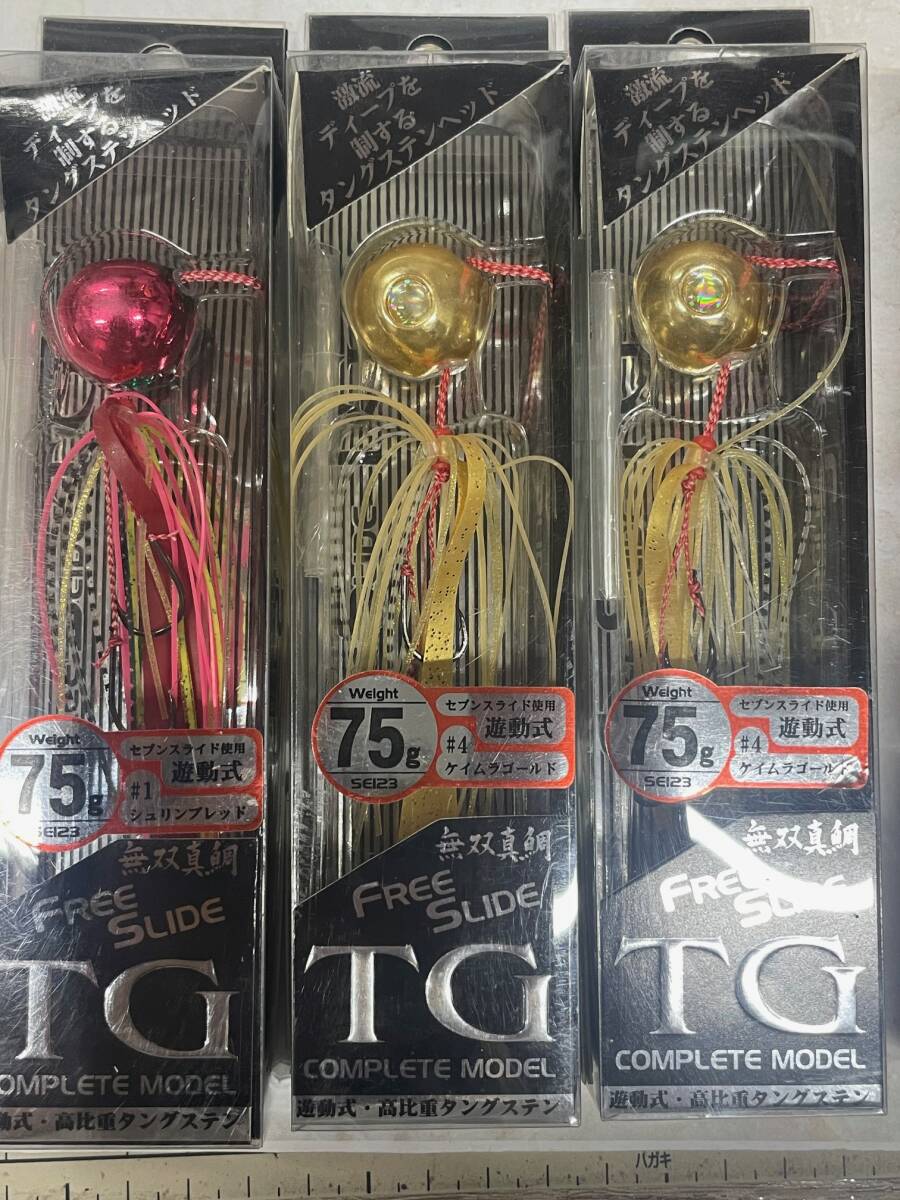 激流
ディープを
制する
タングステンヘッド
Weight
75g
SE123
セブンスライド使用
遊動式
#1
シュリンプレッド
無双真鯛
FREE
SLIDE
TG
COMPLETE MODEL
動式・高比重タングステン
激流
ディープを
制する
タングステンヘッド
Weight
75g
SE123
セブンスライド使用
遊動式
#4
ケイムラゴールド
無双真鯛
FREE
SLIDE
TG
COMPLETE MODEL
遊動式・高比重タングステン
激流
ディープを
制する
タングステンヘッド
Weight
75g
SE123
セブンスライド使用
遊動式
#4
ケイムラゴールド
無双真鯛
FREE
SLIDE
TG
COMPLETE MODEL
遊動式・高比重タングステン
ハガキ